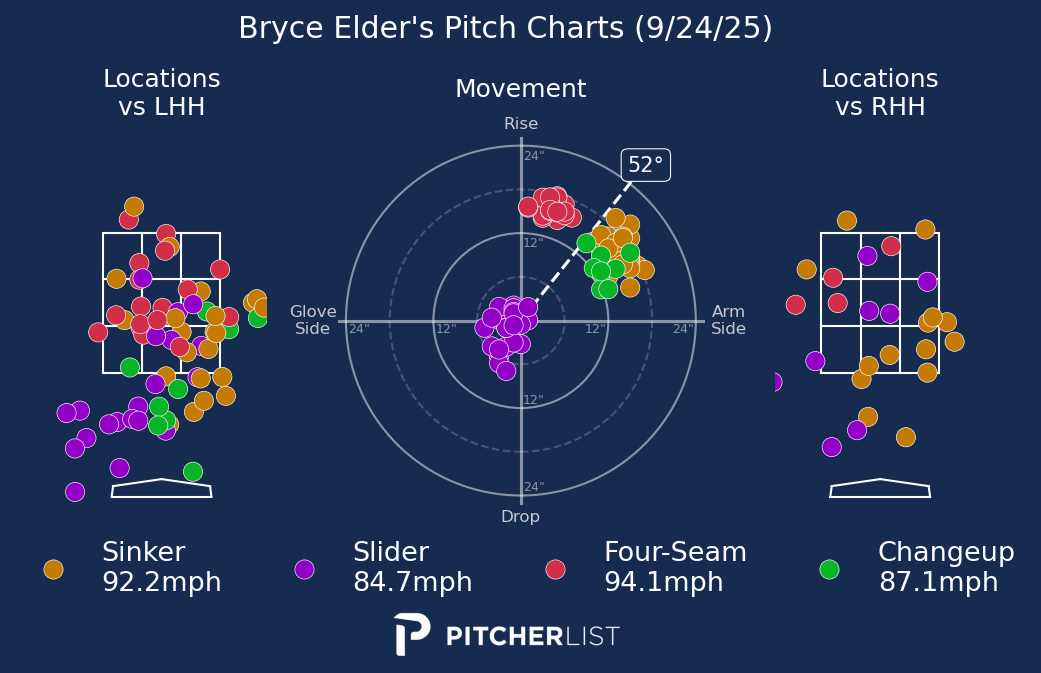 Bryce Elder's Pitch Charts (9/24/25)
Locations
vs LHH
Movement
Locations
vs RHH
Rise
24"
52°
12"
Glove
Side
24"
12"
12"
24"
Arm
Side
12"
24"
Drop
Sinker
92.2mph
Slider
84.7mph
Four-Seam
94.1mph
Changeup
87.1mph
PITCHERLIST